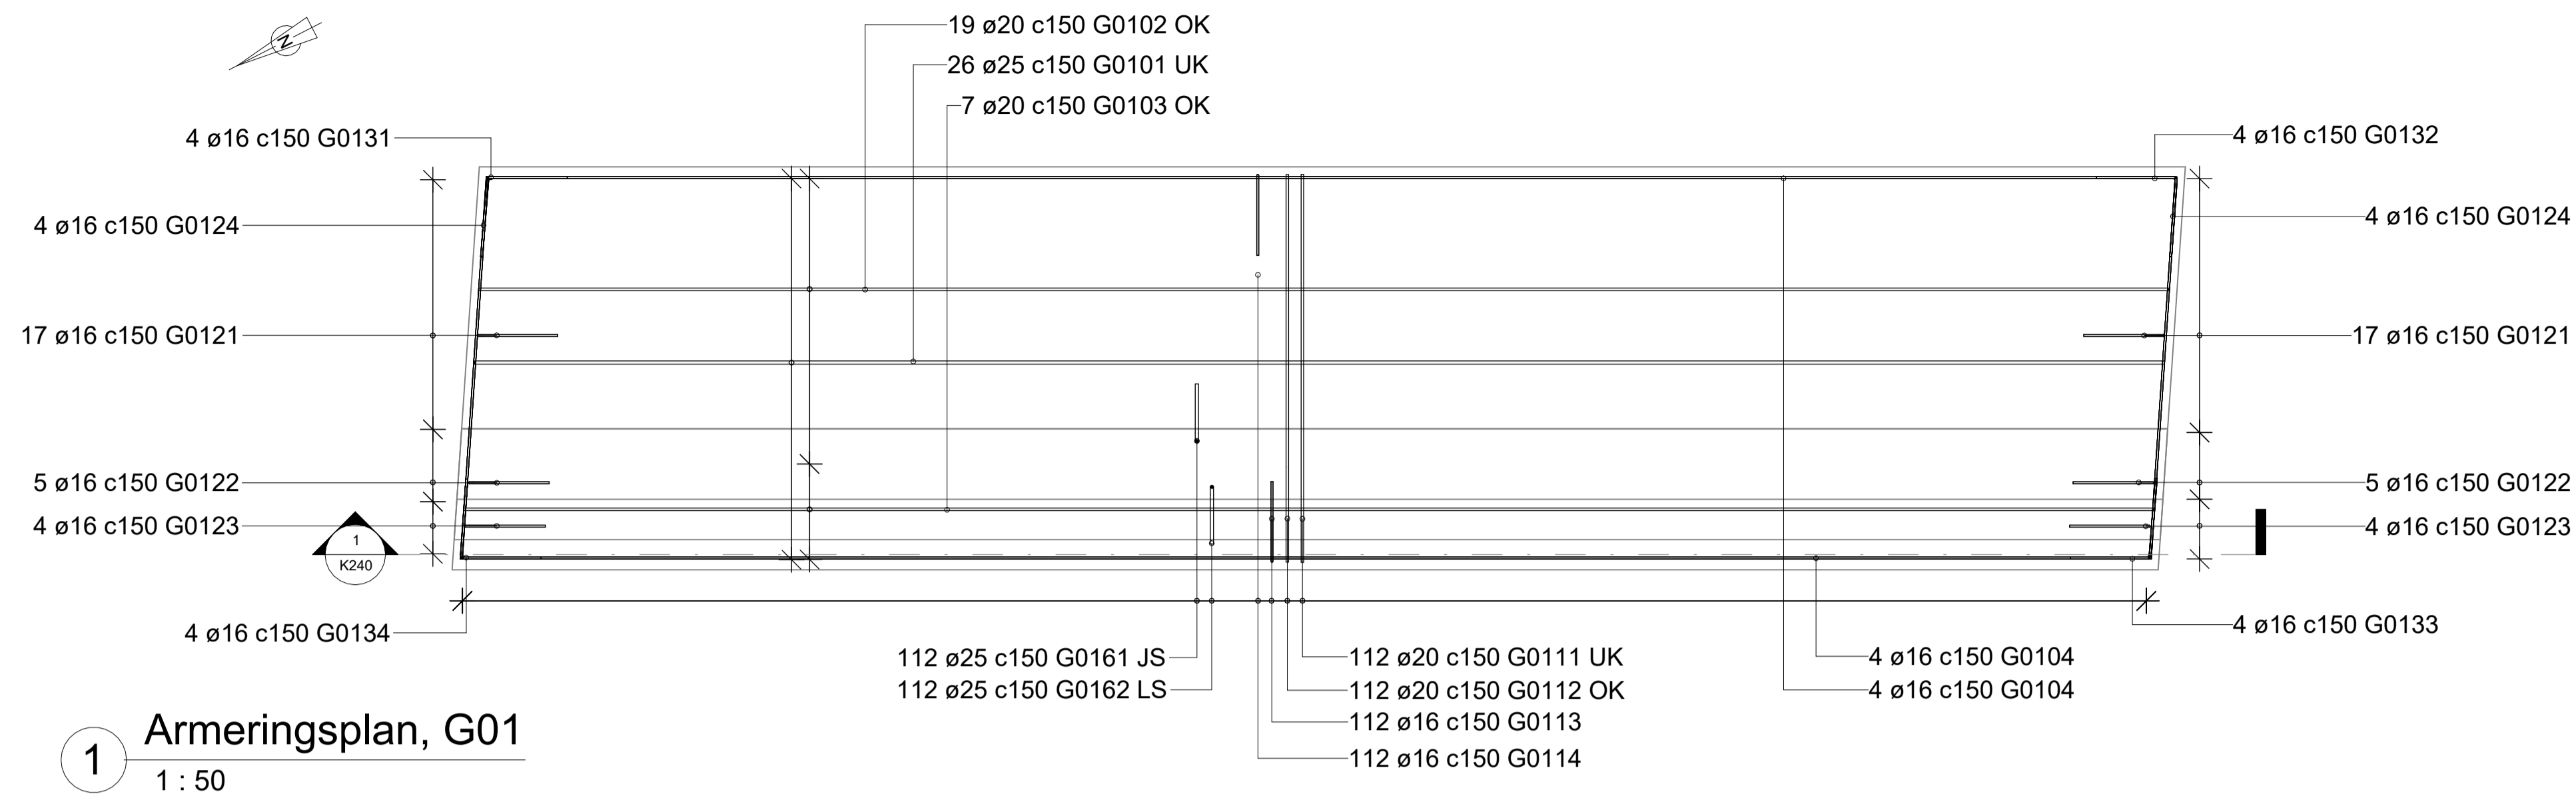 N
19 ø20 c150 G0102 OK
26 ø25 c150 G0101 UK
7 ø20 c150 G0103 OK
4 ø16 c150 G0131
4 ø16 c150 G0132
4 ø16 c150 G0124
4 ø16 c150 G0124
17 ø16 c150 G0121
17 ø16 c150 G0121
5 ø16 c150 G0122
5 ø16 c150 G0122
4 ø16 c150 G0123
4 ø16 c150 G0123
1
K240
4 ø16 c150 G0134
4 ø16 c150 G0133
112 ø25 c150 G0161 JS
112 ø25 c150 G0162 LS
112 ø20 c150 G0111 UK
112 ø20 c150 G0112 OK
112 ø16 c150 G0113
112 ø16 c150 G0114
4 ø16 c150 G0104
4 ø16 c150 G0104
1
Armeringsplan, G01
1 : 50